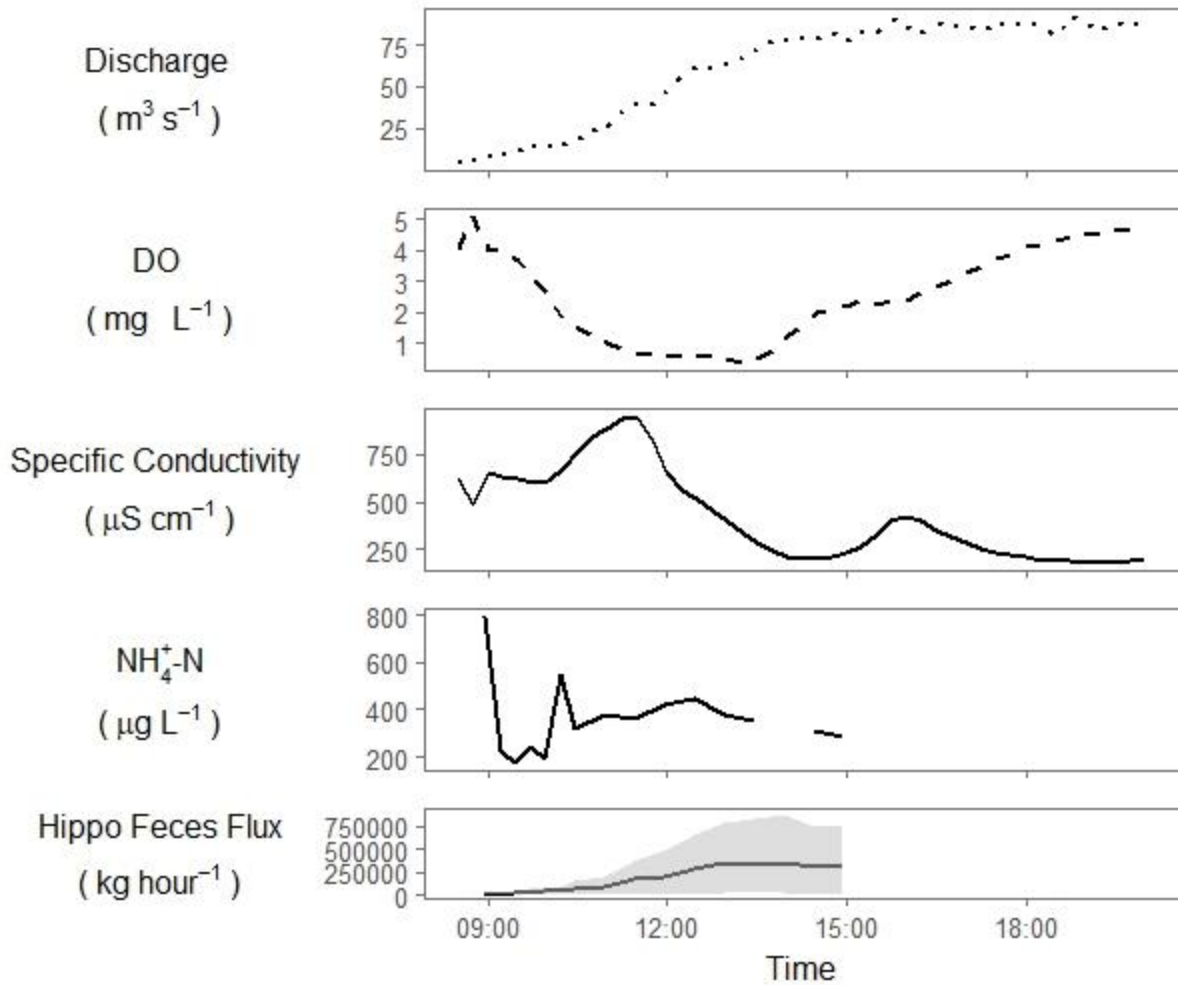 Discharge
( m³ s⁻¹ )
75
50
25
DO
( mg L⁻¹ )
5
4
3
2
1
Specific Conductivity
( μS cm⁻¹ )
750
500
250
NH₄⁺-N
( μg L⁻¹ )
800
600
400
200
Hippo Feces Flux
( kg hour⁻¹ )
750000
500000
250000
0
09:00 12:00 15:00 18:00
Time